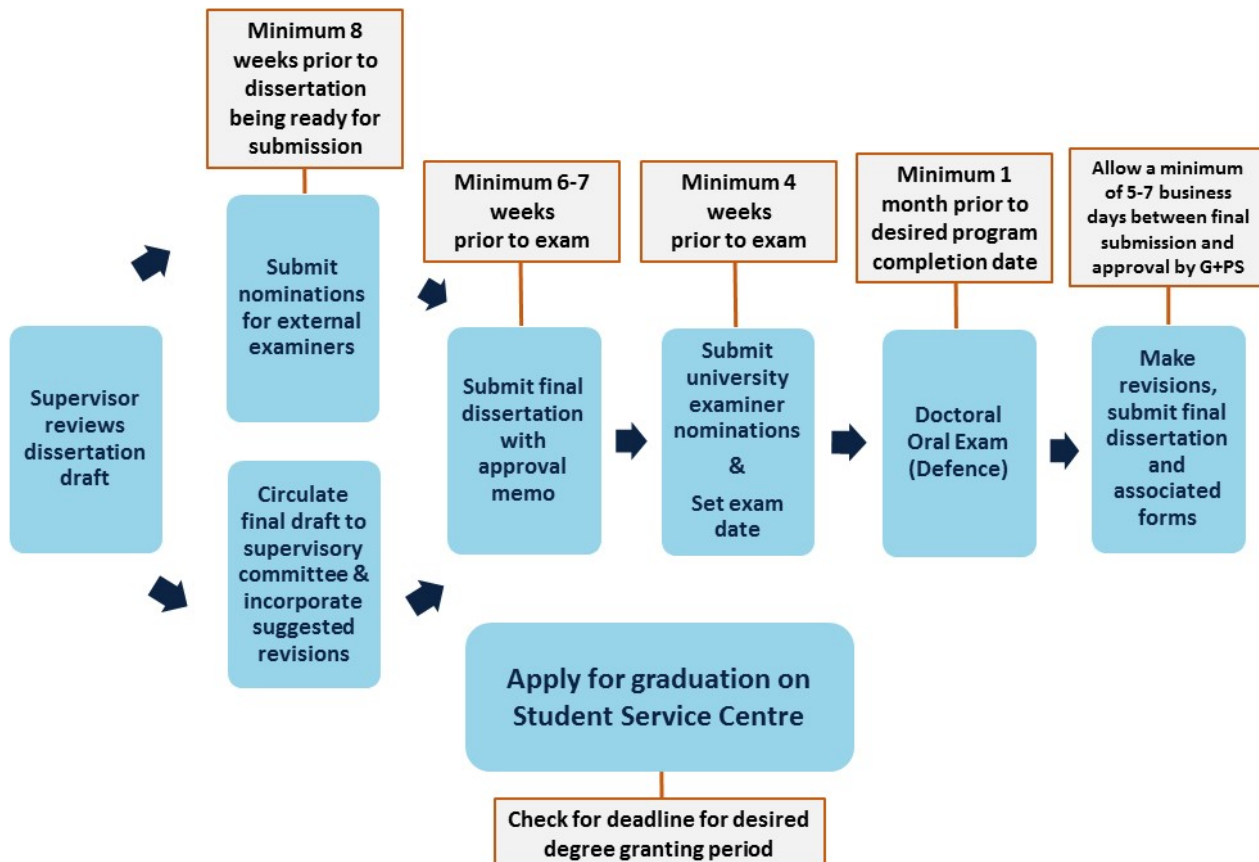 Minimum 8
weeks prior to
dissertation
being ready for
submission
Supervisor
reviews
dissertation
draft
Submit
nominations
for external
examiners
Circulate
final draft to
supervisory
committee &
incorporate
suggested
revisions
Minimum 6-7
weeks
prior to exam
Submit final
dissertation
with
approval
memo
Minimum 4
weeks
prior to exam
Submit
university
examiner
nominations
&
Set exam
date
Minimum 1
month prior to
desired program
completion date
Doctoral
Oral Exam
(Defence)
Allow a minimum
of 5-7 business
days between final
submission and
approval by G+PS
Make
revisions,
submit final
dissertation
and
associated
forms
Apply for graduation on
Student Service Centre
Check for deadline for desired
degree granting period